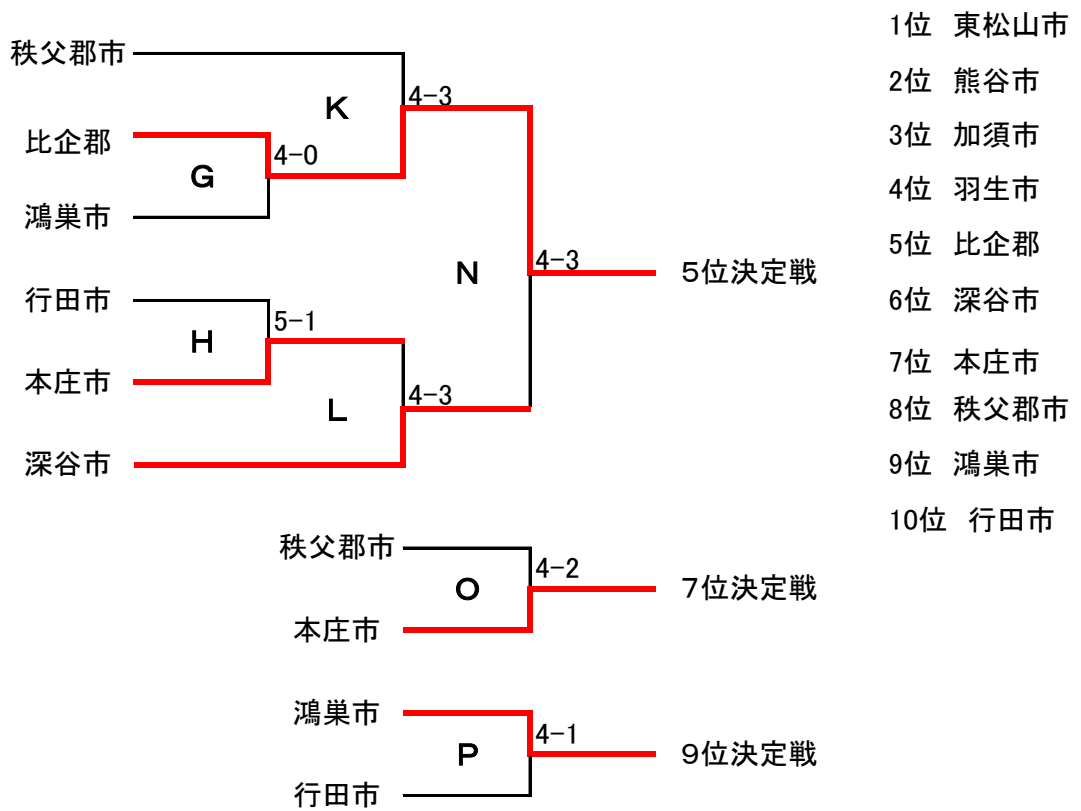 秩父郡市
K
4-3
比企郡
G
4-0
鴻巣市
N
4-3
5位決定戦
行田市
H
5-1
本庄市
L
4-3
深谷市
秩父郡市
O
4-2
7位決定戦
本庄市
鴻巣市
P
4-1
9位決定戦
行田市
1位 東松山市
2位 熊谷市
3位 加須市
4位 羽生市
5位 比企郡
6位 深谷市
7位 本庄市
8位 秩父郡市
9位 鴻巣市
10位 行田市